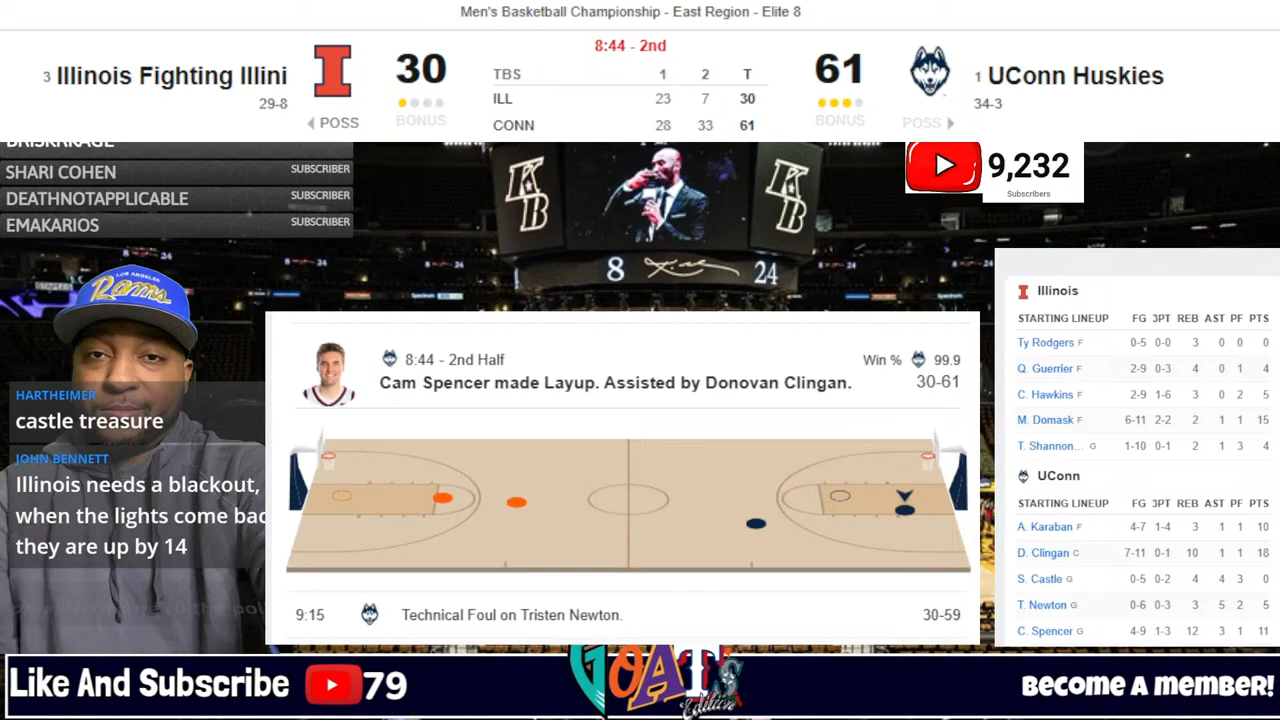 Men's Basketball Championship - East Region - Elite 8
3 Illinois Fighting Illini
29-8
30
BONUS
POSS
8:44 - 2nd
TBS 1 2 T
ILL 23 7 30
CONN 28 33 61
61
BONUS
POSS
1 UConn Huskies
34-3
SHARI COHEN SUBSCRIBER
DEATHNOTAPPLICABLE SUBSCRIBER
EMAKARIOS SUBSCRIBER
KB
KB
8 24
9,232
Subscribers
LOS ANGELES
Rams
HARTHEIMER
castle treasure
JOHN BENNETT
Illinois needs a blackout,
when the lights come bac
they are up by 14
8:44 - 2nd Half
Win % 99.9
Cam Spencer made Layup. Assisted by Donovan Clingan.
30-61
9:15 Technical Foul on Tristen Newton. 30-59
Illinois
STARTING LINEUP FG 3PT REB AST PF PTS
Ty Rodgers F 0-5 0-0 3 0 0 0
Q. Guerrier F 2-9 0-3 4 0 1 4
C. Hawkins F 2-9 1-6 3 0 2 5
M. Domask F 6-11 2-2 2 1 1 15
T. Shannon... G 1-10 0-1 2 1 3 4
UConn
STARTING LINEUP FG 3PT REB AST PF PTS
A. Karaban F 4-7 1-4 3 1 1 10
D. Clingan C 7-11 0-1 10 1 1 18
S. Castle G 0-5 0-2 4 4 3 0
T. Newton G 0-6 0-3 3 5 2 5
C. Spencer G 4-9 1-3 12 3 1 11
Like And Subscribe
79
GOATS
Edition
Become a member!